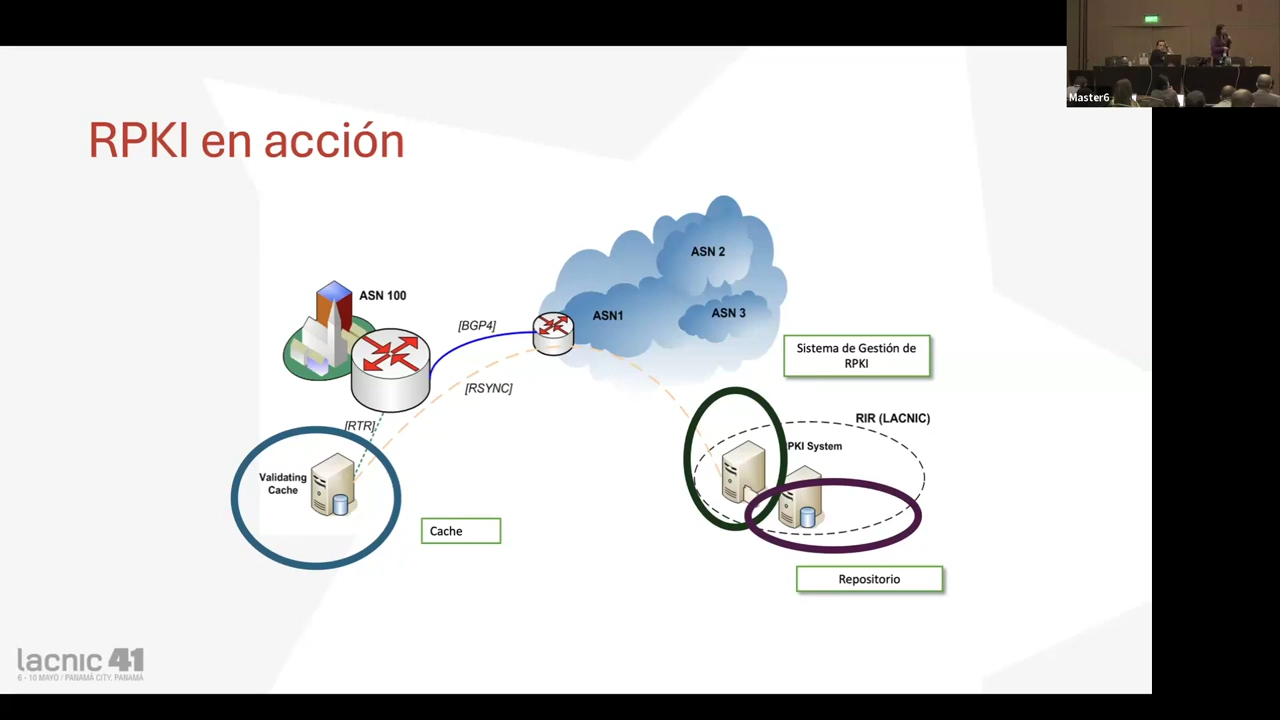 Master6
RPKI en acción
ASN 2
ASN 100
ASN1
ASN 3
[BGP4]
Sistema de Gestión de
RPKI
[RSYNC]
[RTR]
RIR (LACNIC)
PKI System
Validating
Cache
Cache
Repositorio
lacnic 41
6 - 10 MAYO / PANAMÁ CITY, PANAMÁ